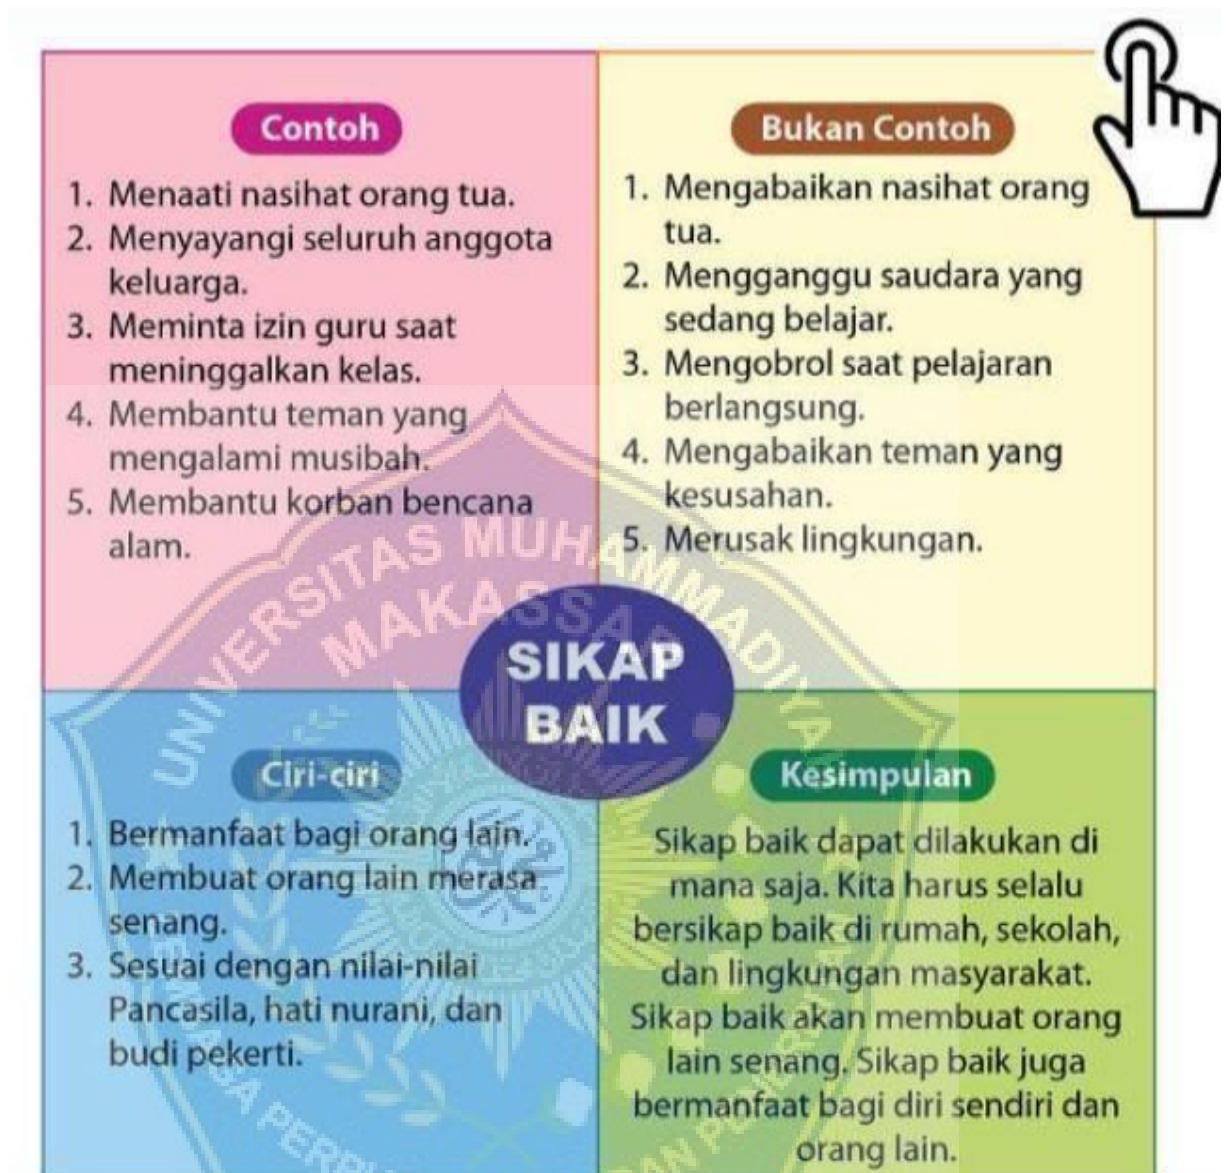 Contoh
1. Menaati nasihat orang tua.
2. Menyayangi seluruh anggota
keluarga.
3. Meminta izin guru saat
meninggalkan kelas.
4. Membantu teman yang
mengalami musibah.
5. Membantu korban bencana
alam.
Bukan Contoh
1. Mengabaikan nasihat orang
tua.
2. Mengganggu saudara yang
sedang belajar.
3. Mengobrol saat pelajaran
berlangsung.
4. Mengabaikan teman yang
kesusahan.
5. Merusak lingkungan.
SIKAP
BAIK
Ciri-ciri
1. Bermanfaat bagi orang lain.
2. Membuat orang lain merasa
senang.
3. Sesuai dengan nilai-nilai
Pancasila, hati nurani, dan
budi pekerti.
Kesimpulan
Sikap baik dapat dilakukan di
mana saja. Kita harus selalu
bersikap baik di rumah, sekolah,
dan lingkungan masyarakat.
Sikap baik akan membuat orang
lain senang. Sikap baik juga
bermanfaat bagi diri sendiri dan
orang lain.
UNIVERSITAS MUHAMMADIYAH
MAKASSAR